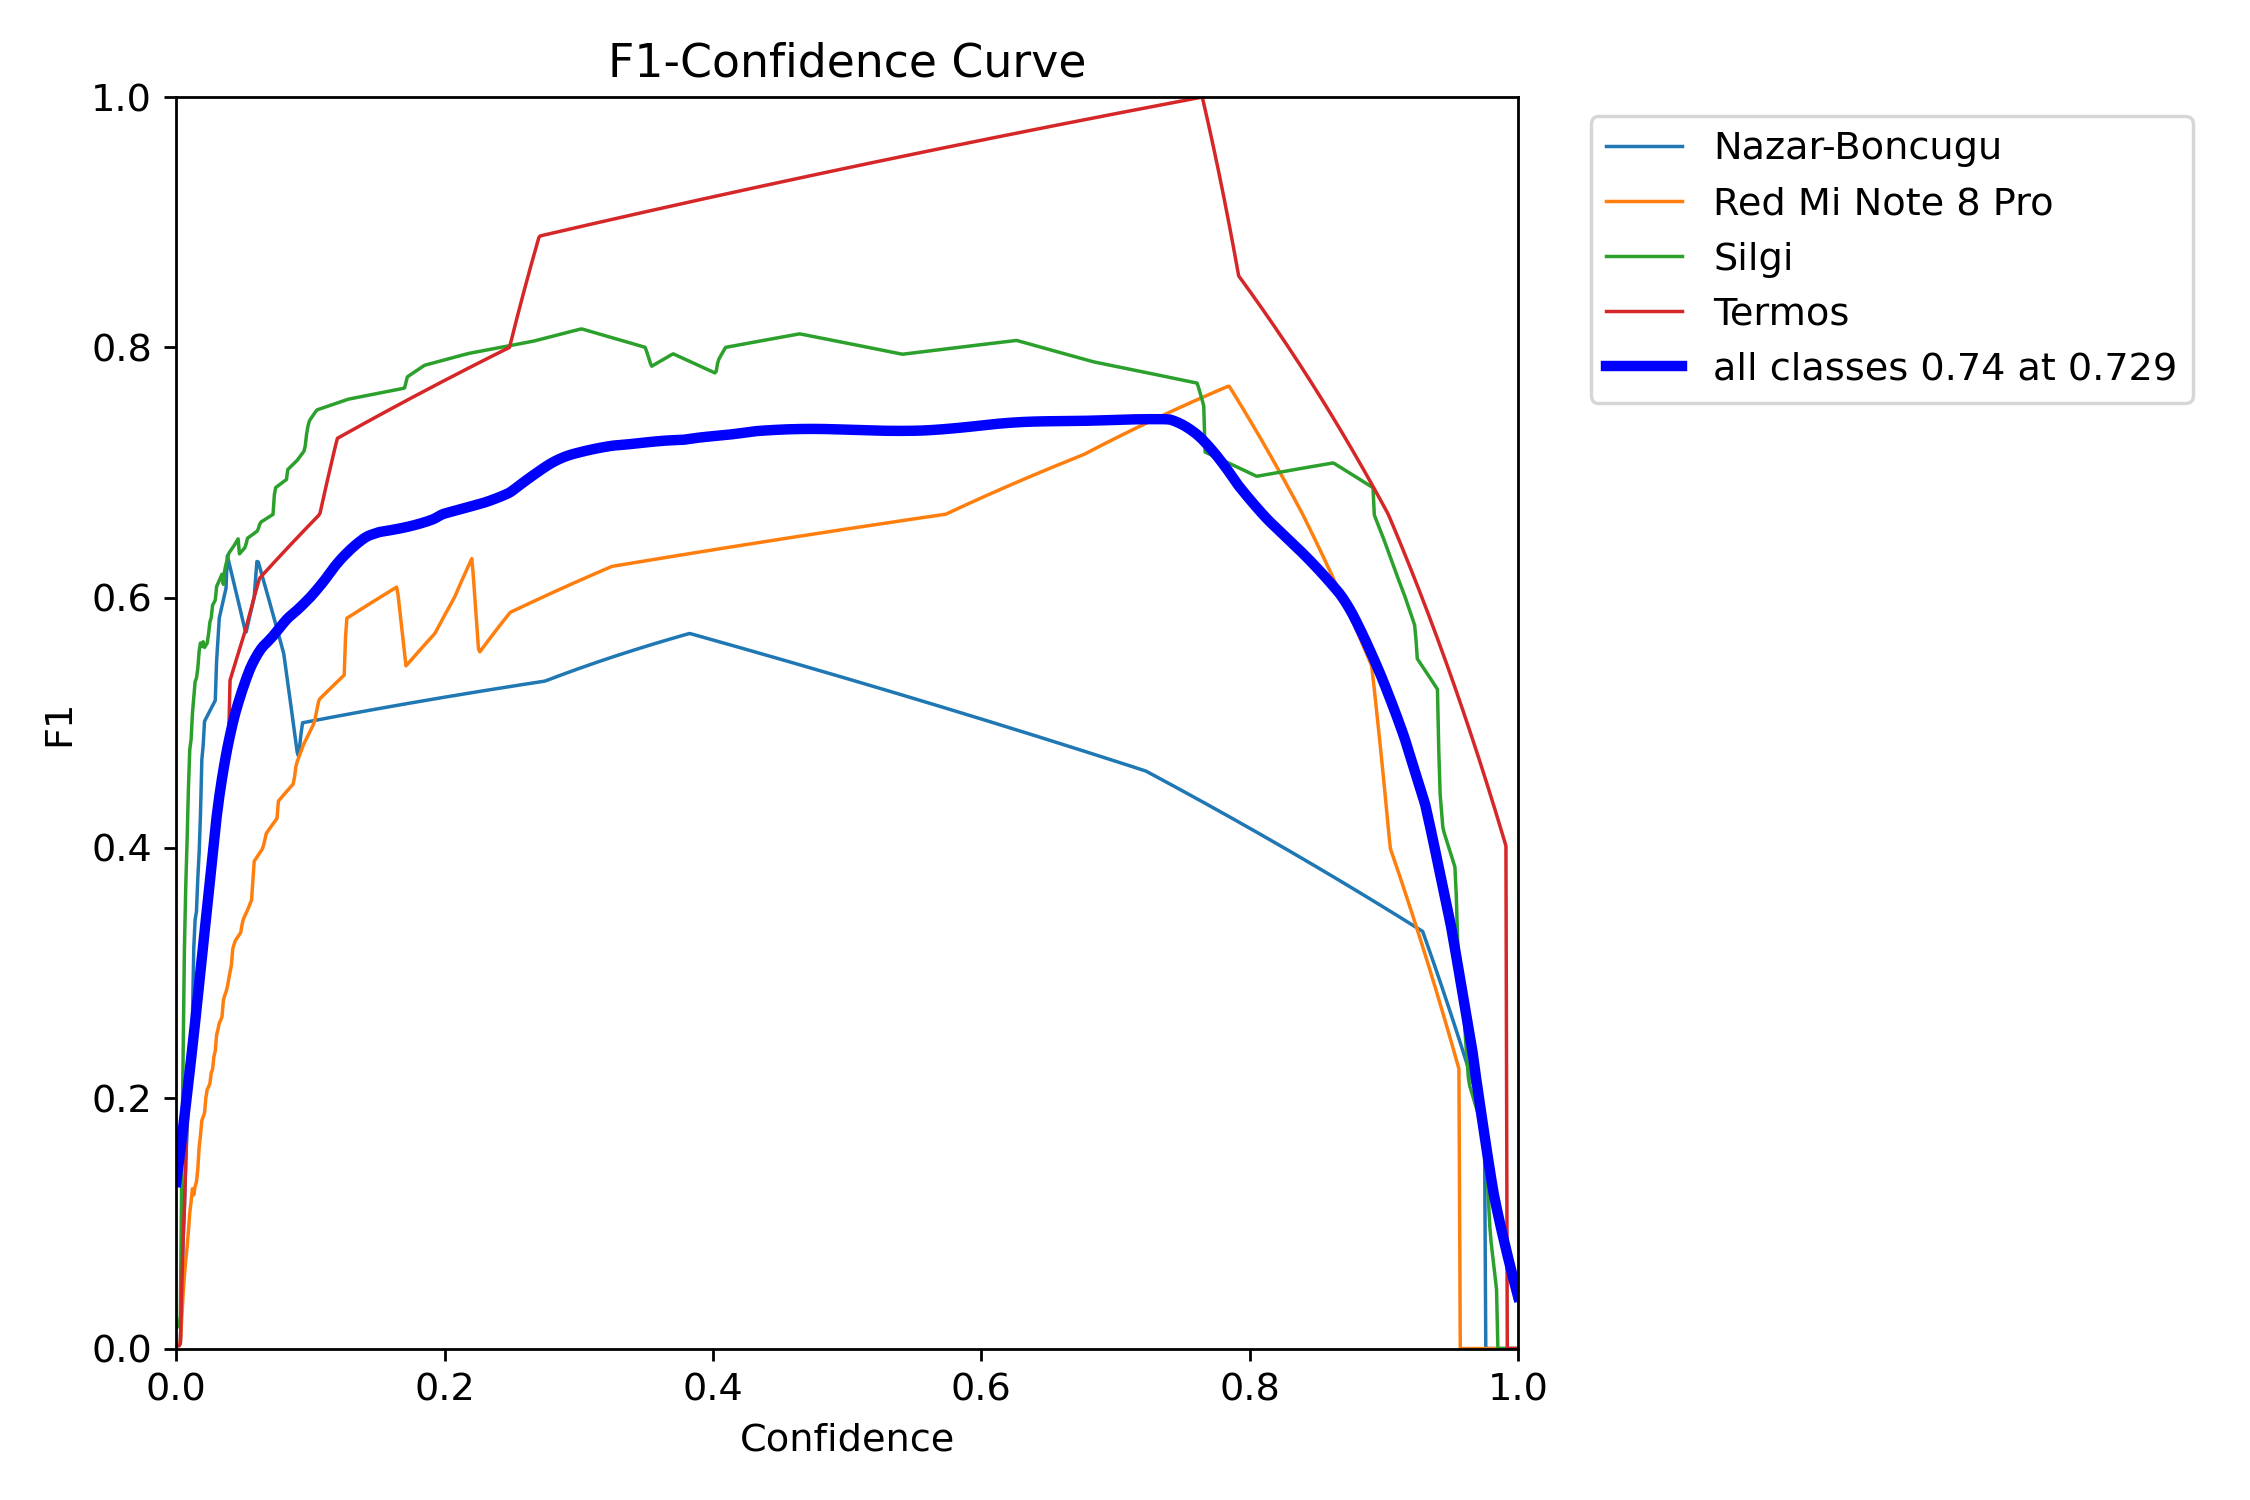 F1-Confidence Curve
1.0
0.8
0.6
0.4
0.2
0.0
F1
0.0 0.2 0.4 0.6 0.8 1.0
Confidence
Nazar-Boncugu
Red Mi Note 8 Pro
Silgi
Termos
all classes 0.74 at 0.729